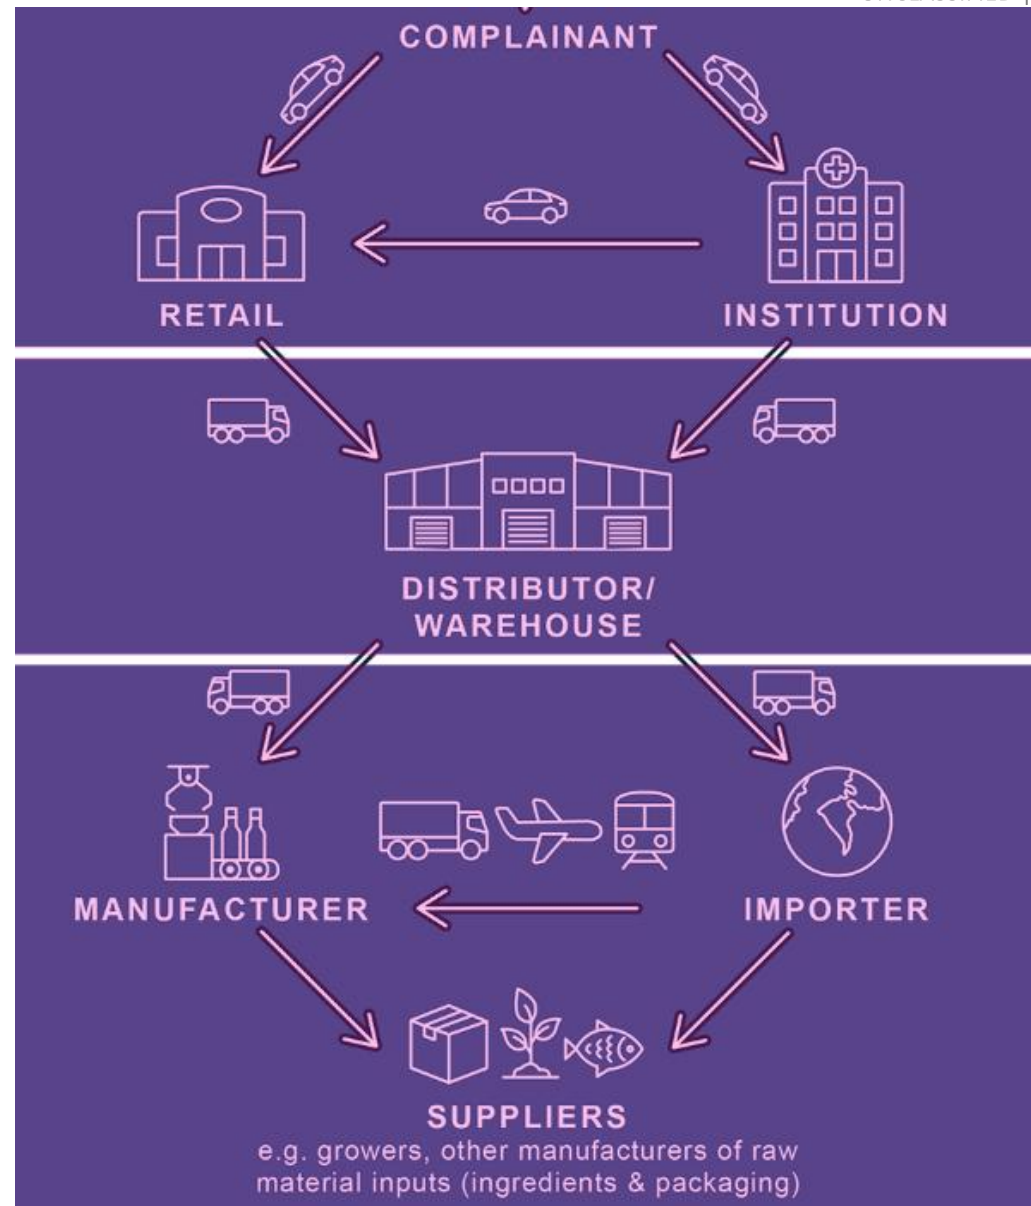 COMPLAINANT
RETAIL
INSTITUTION
DISTRIBUTOR/
WAREHOUSE
MANUFACTURER
IMPORTER
SUPPLIERS
e.g. growers, other manufacturers of raw
material inputs (ingredients & packaging)